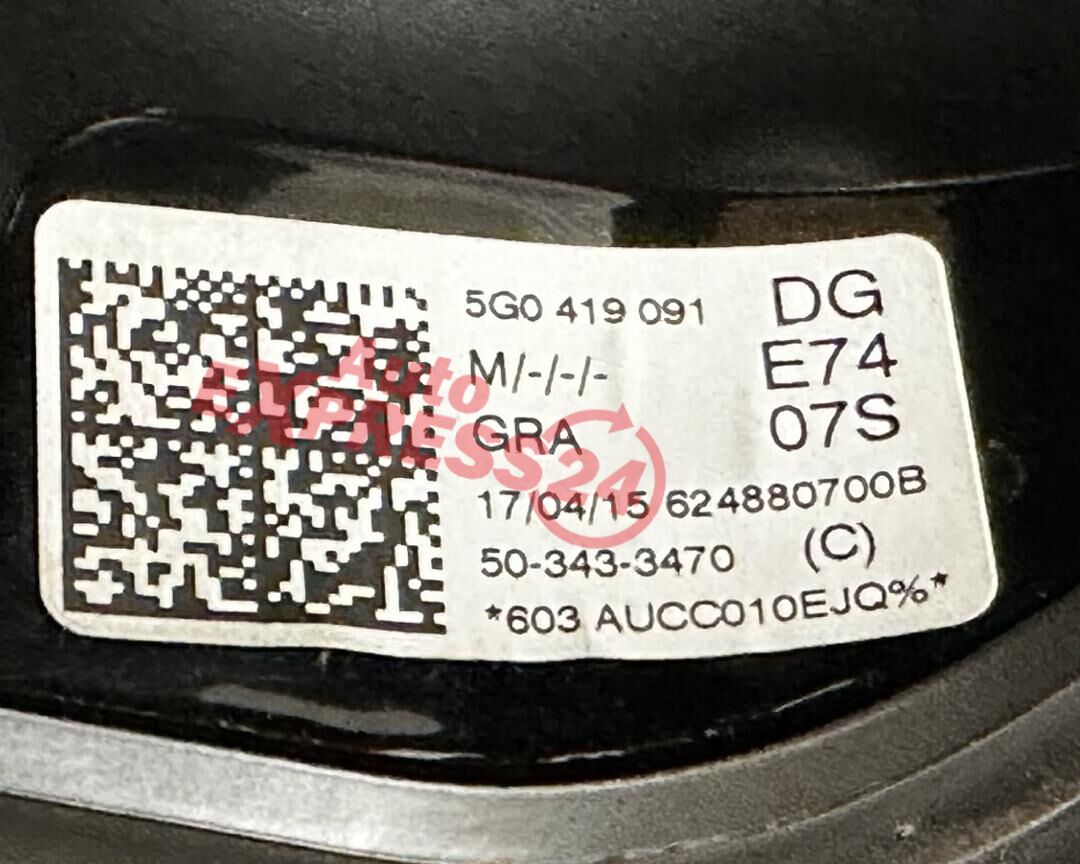 5G0 419 091 DG
M/-/-/- E74
GRA 07S
17/04/15 624880700B
50-343-3470 (C)
*603 AUCC010EJQ%*
Auto
EXPRESS24